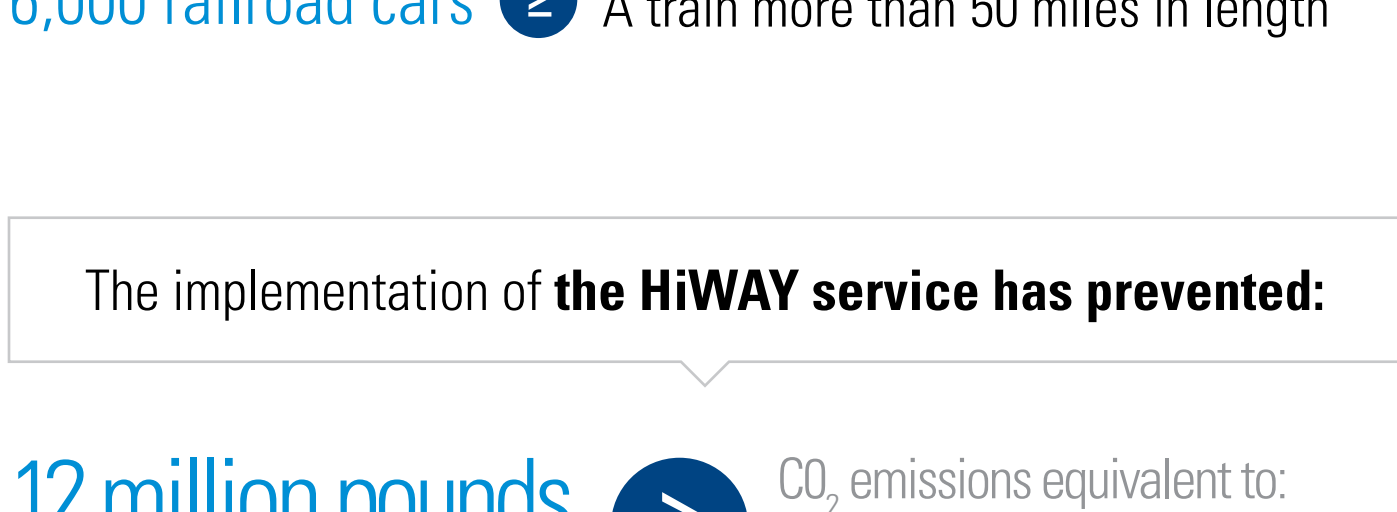 6,000 railroad cars ≥ A train more than 50 miles in length
The implementation of the HiWAY service has prevented:
12 million pounds CO₂ emissions equivalent to: